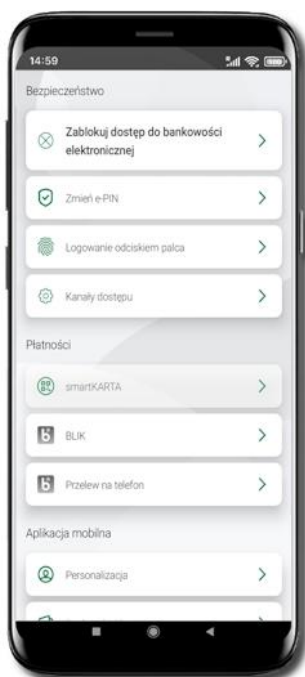 14:59
Bezpieczeństwo
Zablokuj dostęp do bankowości
elektronicznej
Zmień e-PIN
Logowanie odciskiem palca
Kanały dostępu
Płatności
smartKARTA
BLIK
Przelew na telefon
Aplikacja mobilna
Personalizacja